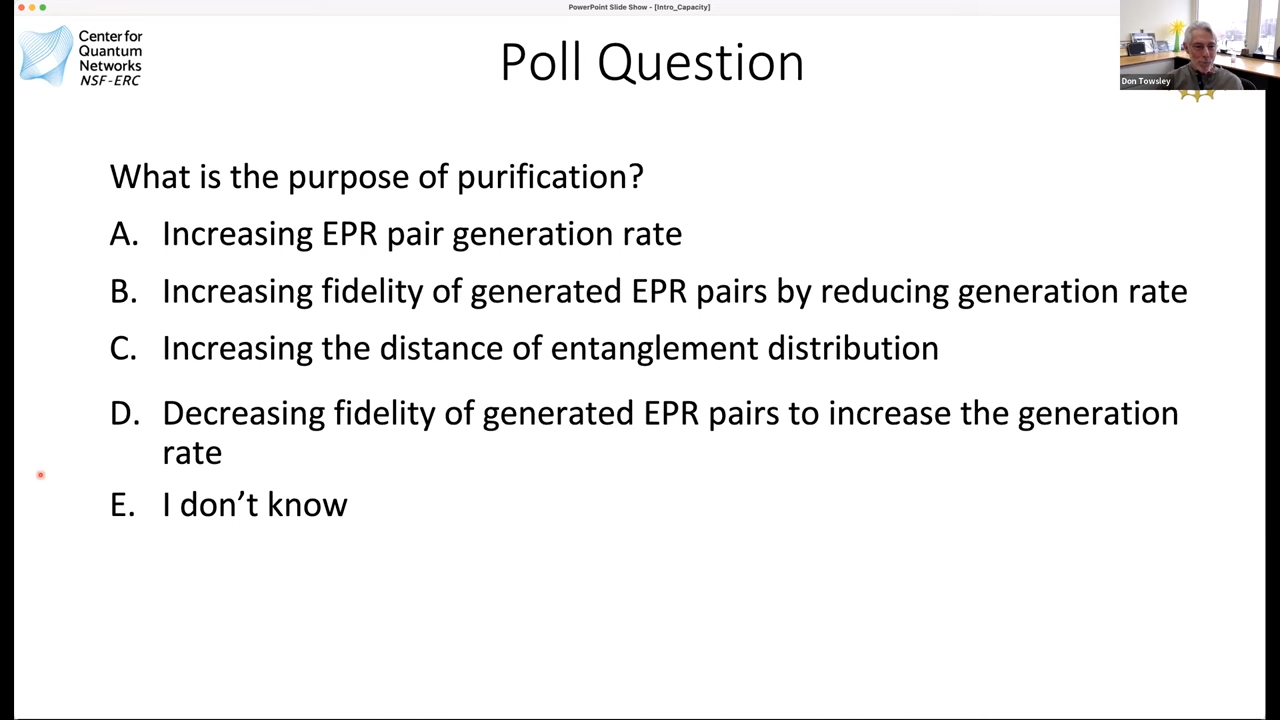 PowerPoint Slide Show - [Intro_Capacity]
Center for
Quantum
Networks
NSF-ERC
Poll Question
Don Towsley
What is the purpose of purification?
A. Increasing EPR pair generation rate
B. Increasing fidelity of generated EPR pairs by reducing generation rate
C. Increasing the distance of entanglement distribution
D. Decreasing fidelity of generated EPR pairs to increase the generation
rate
E. I don’t know